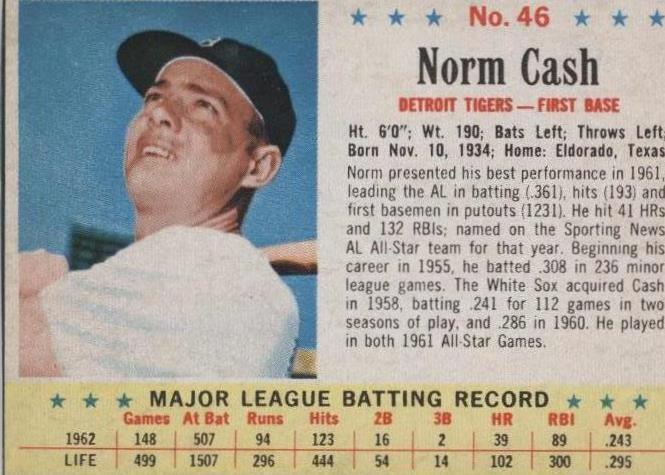 No. 46
Norm Cash
DETROIT TIGERS — FIRST BASE
Ht. 6'0"; Wt. 190; Bats Left; Throws Left;
Born Nov. 10, 1934; Home: Eldorado, Texas
Norm presented his best performance in 1961,
leading the AL in batting (.361), hits (193) and
first basemen in putouts (1231). He hit 41 HRs
and 132 RBIs; named on the Sporting News
AL All-Star team for that year. Beginning his
career in 1955, he batted .308 in 236 minor
league games. The White Sox acquired Cash
in 1958, batting .241 for 112 games in two
seasons of play, and .286 in 1960. He played
in both 1961 All-Star Games.
MAJOR LEAGUE BATTING RECORD
Games At Bat Runs Hits 2B 3B HR RBI Avg.
1962 148 507 94 123 16 2 39 89 .243
LIFE 499 1507 296 444 54 14 102 300 .295